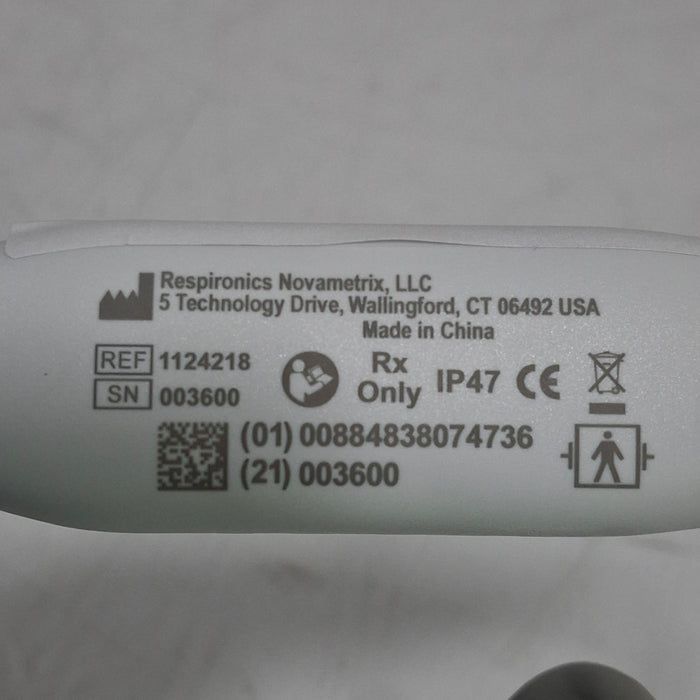 Respironics Novametrix, LLC
5 Technology Drive, Wallingford, CT 06492 USA
Made in China
REF 1124218
SN 003600
Rx
Only
IP47 CE
(01) 00884838074736
(21) 003600